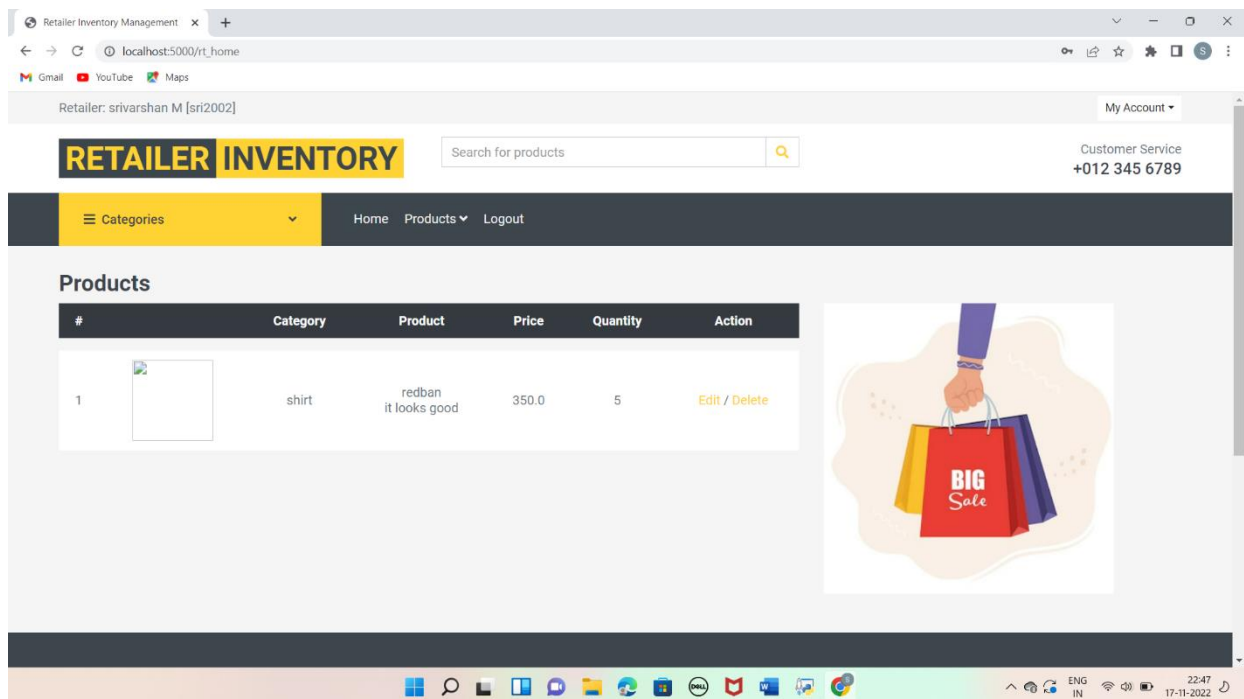 Retailer Inventory Management
localhost:5000/rt_home
S
Gmail YouTube Maps
Retailer: srivarshan M [sri2002]
My Account
RETAILER INVENTORY
Search for products
Customer Service
+012 345 6789
Categories
Home Products Logout
Products
# Category Product Price Quantity Action
1 shirt redban 350.0 5 Edit / Delete
it looks good
BIG
Sale
DELL
W
S
ENG
IN
22:47
17-11-2022